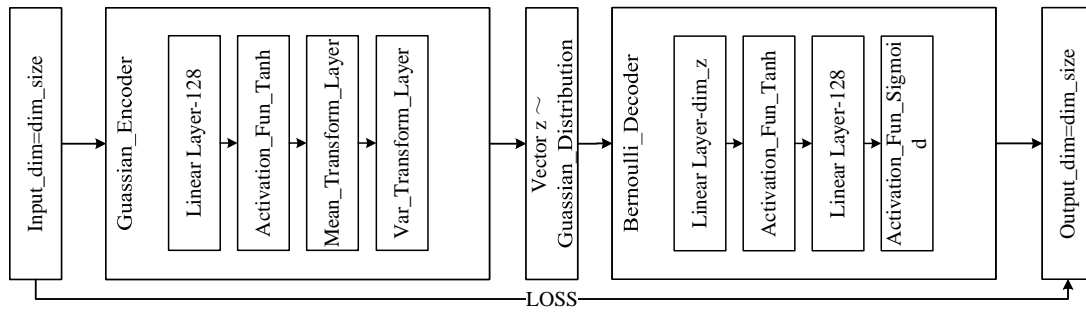 Input_dim=dim_size
Guassian_Encoder
Linear Layer-128
Activation_Fun_Tanh
Mean_Transform_Layer
Var_Transform_Layer
Vector z ~
Guassian_Distribution
Bernoulli_Decoder
Linear Layer-dim_z
Activation_Fun_Tanh
Linear Layer-128
Activation_Fun_Sigmoi
d
Output_dim=dim_size
LOSS